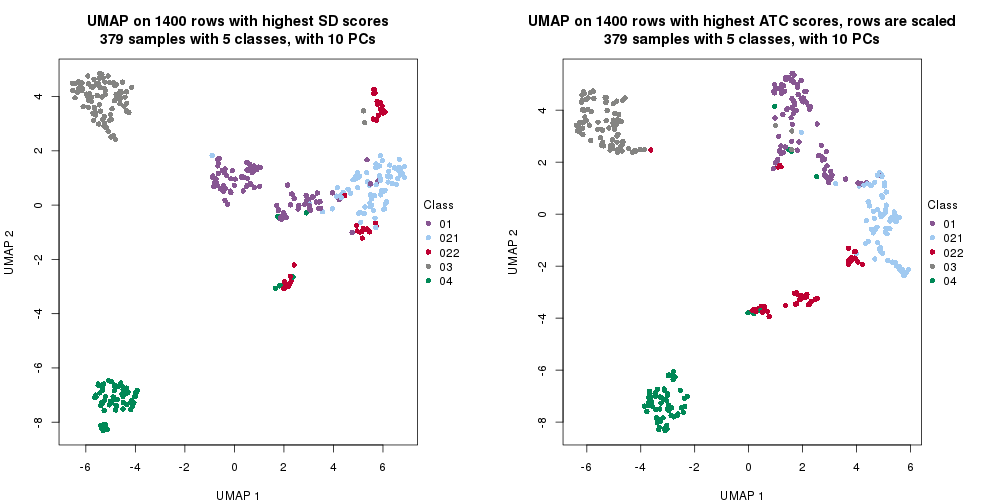 UMAP on 1400 rows with highest SD scores
379 samples with 5 classes, with 10 PCs
4
2
0
-2
-4
-6
-8
UMAP 2
-6 -4 -2 0 2 4 6
UMAP 1
Class
01
021
022
03
04
UMAP on 1400 rows with highest ATC scores, rows are scaled
379 samples with 5 classes, with 10 PCs
4
2
0
-2
-4
-6
-8
UMAP 2
-6 -4 -2 0 2 4 6
UMAP 1
Class
01
021
022
03
04